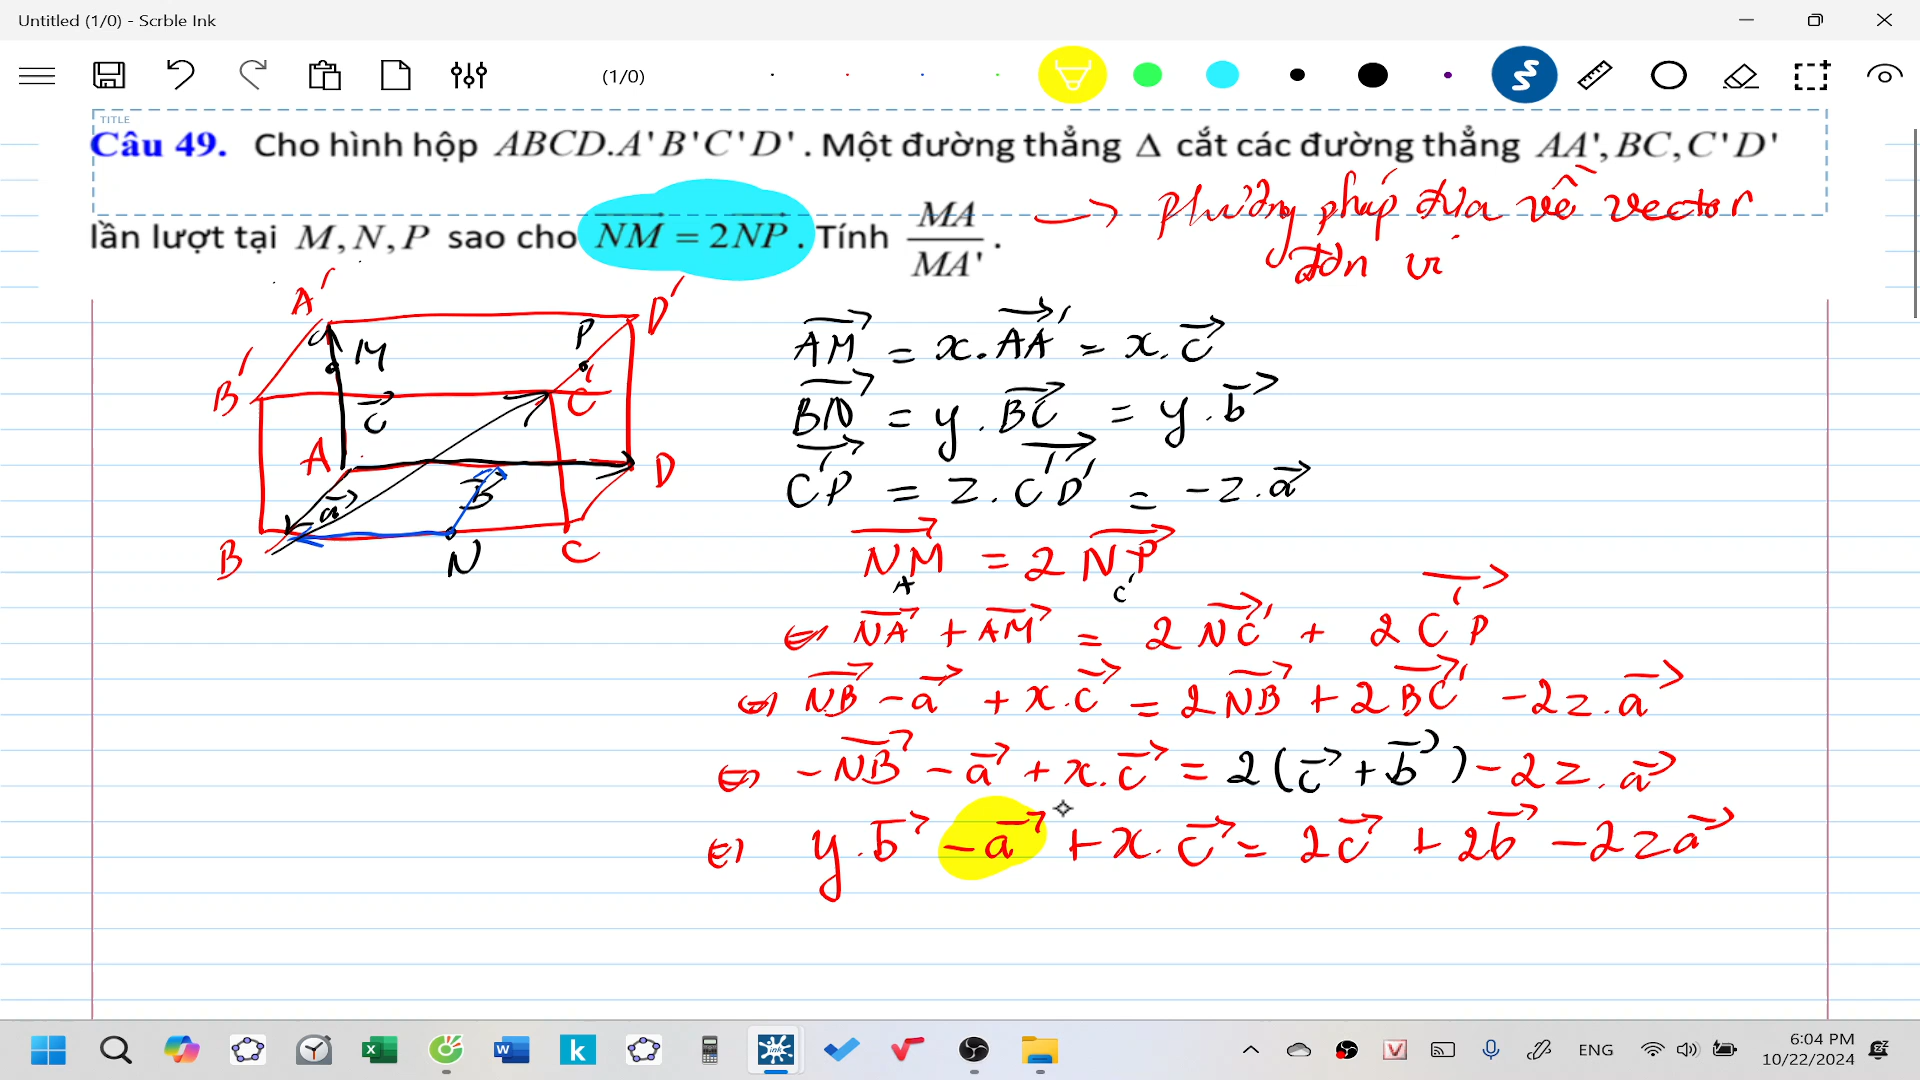 Untitled (1/0) - Scrble Ink
(1/0)
TITLE
Câu 49. Cho hình hộp ABCD.A'B'C'D'. Một đường thẳng Δ cắt các đường thẳng AA', BC, C'D'
lần lượt tại M, N, P sao cho NM = 2NP. Tính MA/MA'.
→ phương pháp đưa về vector
đơn vị
A'
D'
P
M
B'
C'
c
A
D
a
b
B
N
C
AM = x.AA' = x.c
BN = y.BC = y.b
C'P = z.C'D' = -z.a
NM = 2NP
A C'
⇔ NA + AM = 2NC' + 2C'P
⇔ NB - a + x.c = 2NB + 2BC' - 2z.a
⇔ -NB - a + x.c = 2(c + b) - 2z.a
⇔ y.b - a + x.c = 2c + 2b - 2za
ENG
6:04 PM
10/22/2024